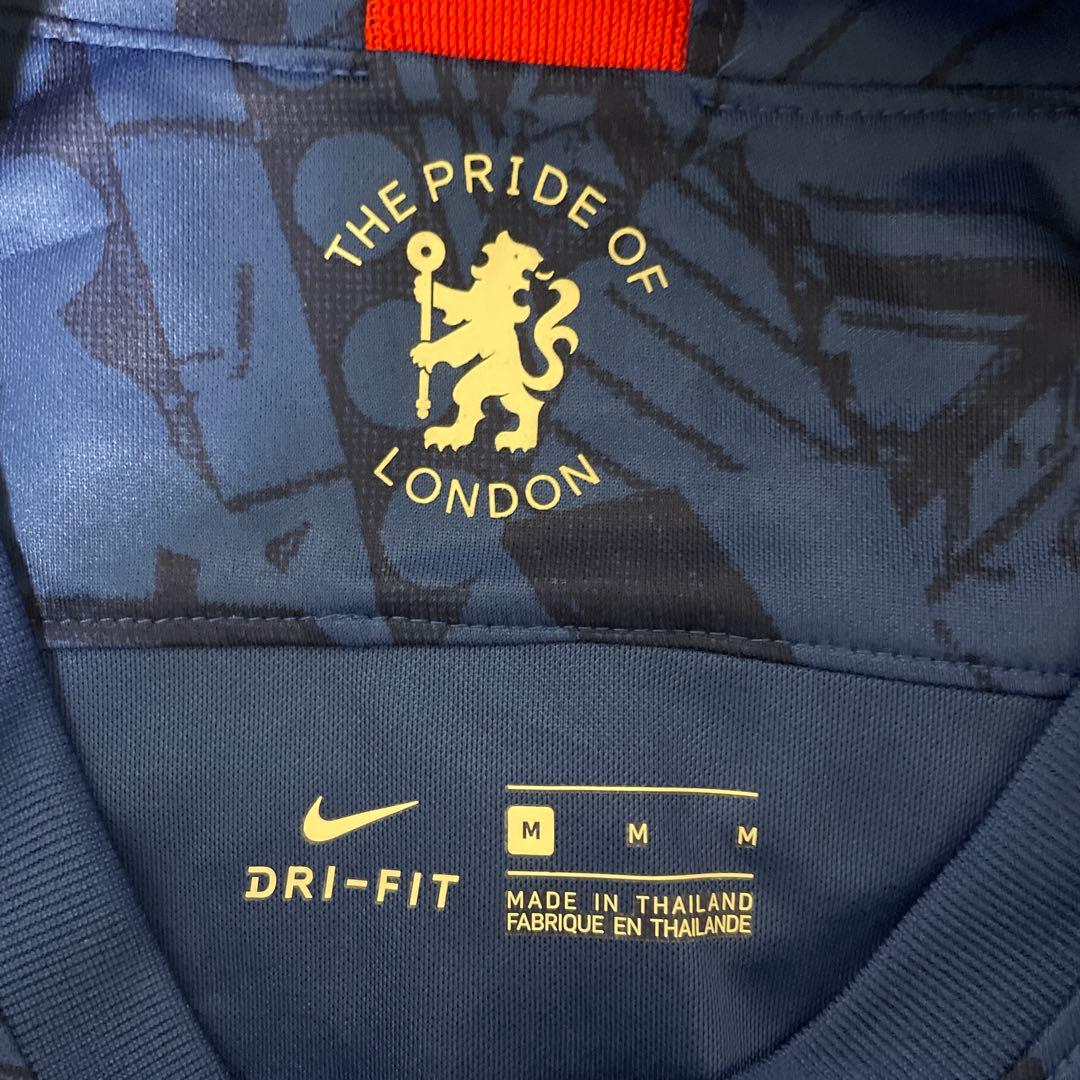 THE PRIDE OF
LONDON
DRI-FIT
M M M
MADE IN THAILAND
FABRIQUE EN THAILANDE